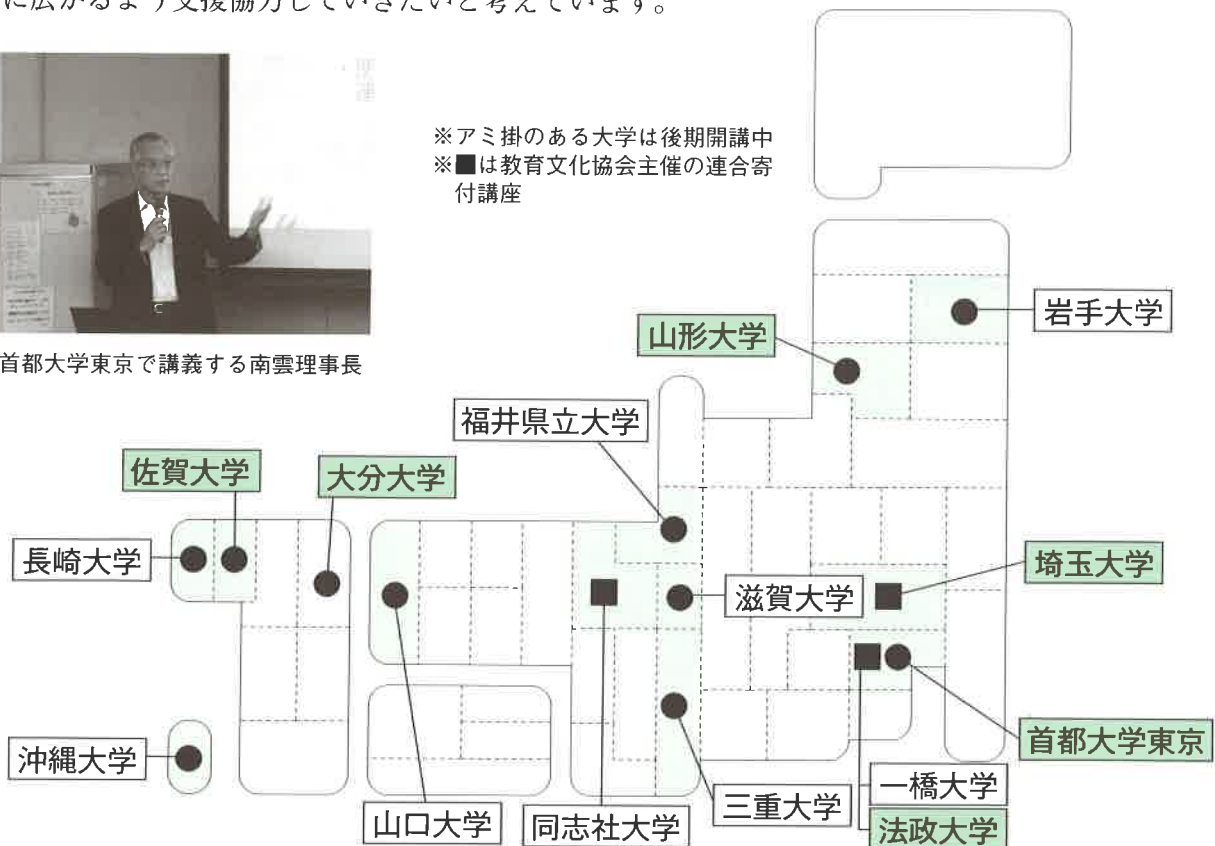 に広がるよう支援協力していきたいと考えています。
※アミ掛のある大学は後期開講中
※■は教育文化協会主催の連合寄
付講座
首都大学東京で講義する南雲理事長
岩手大学
山形大学
福井県立大学
佐賀大学
大分大学
長崎大学
滋賀大学
埼玉大学
沖縄大学
首都大学東京
山口大学
同志社大学
三重大学
一橋大学
法政大学